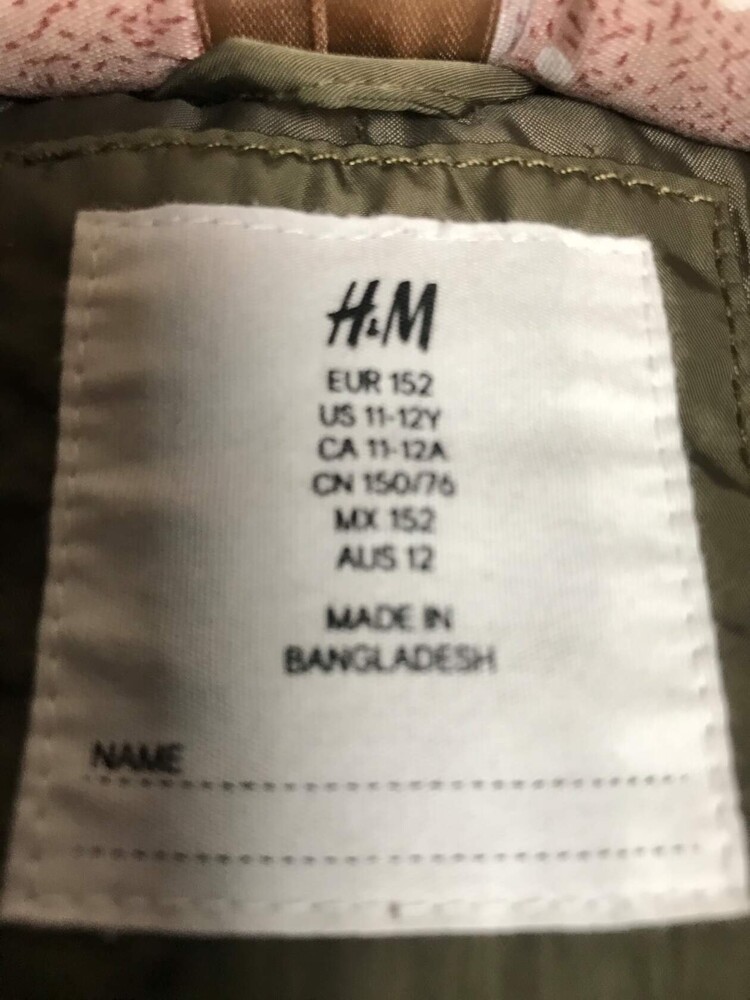 H&M
EUR 152
US 11-12Y
CA 11-12A
CN 150/76
MX 152
AUS 12
MADE IN
BANGLADESH
NAME